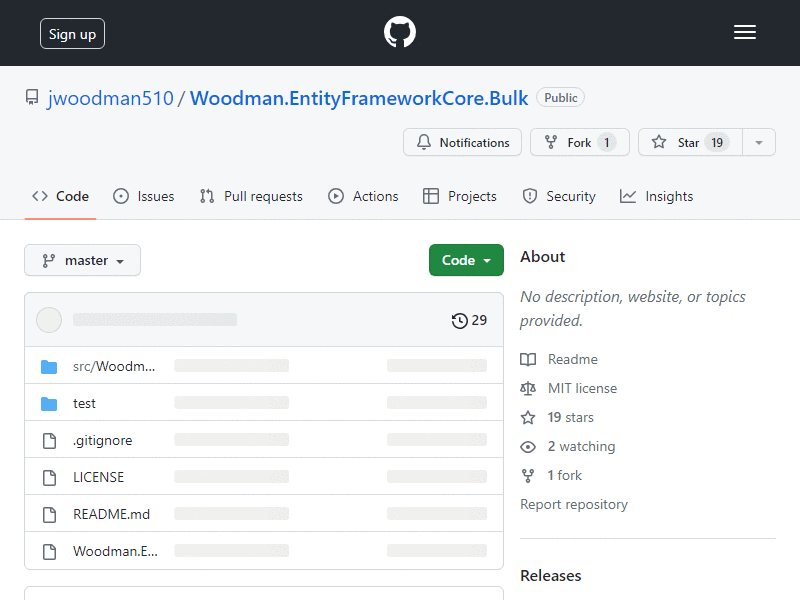 Sign up
jwoodman510 / Woodman.EntityFrameworkCore.Bulk Public
Notifications Fork 1 Star 19
Code Issues Pull requests Actions Projects Security Insights
master Code
29
src/Woodm...
test
.gitignore
LICENSE
README.md
Woodman.E...
About
No description, website, or topics
provided.
Readme
MIT license
19 stars
2 watching
1 fork
Report repository
Releases